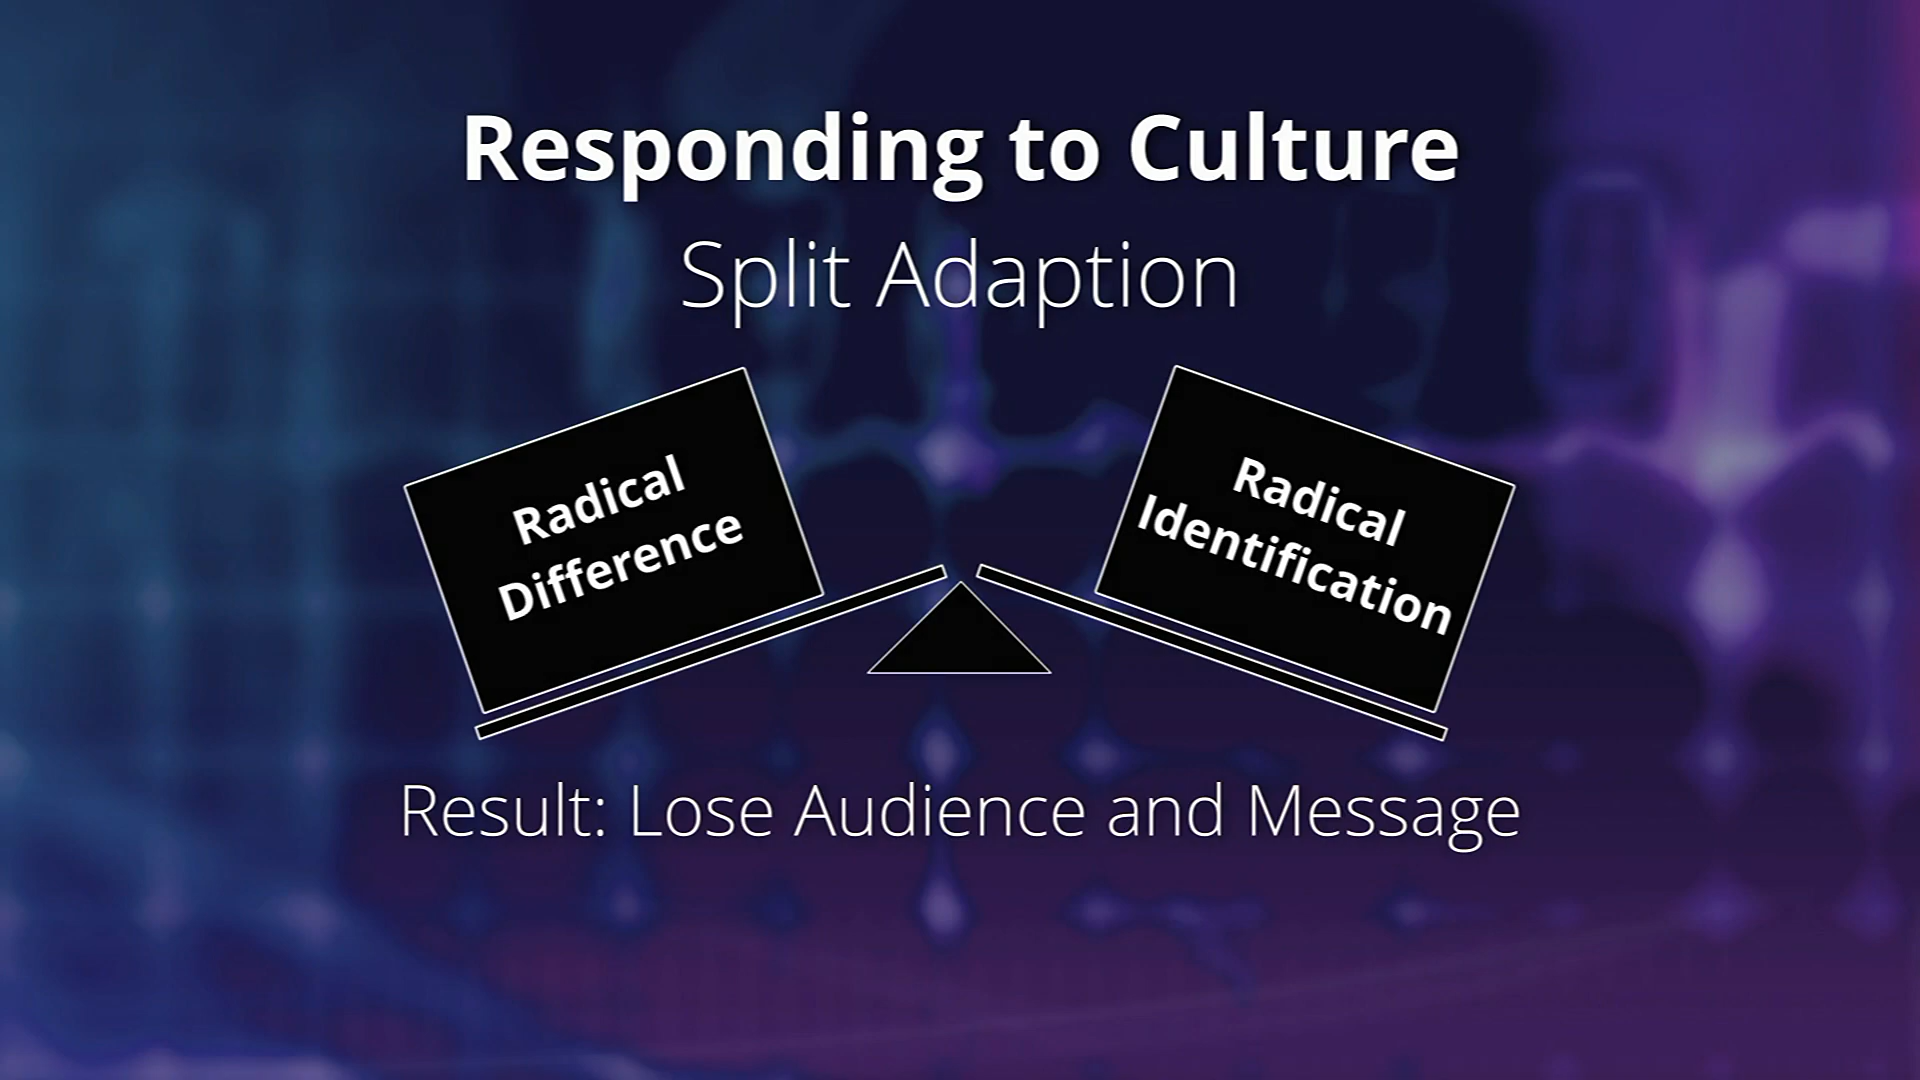 Responding to Culture
Split Adaption
Radical
Difference
Radical
Identification
Result: Lose Audience and Message